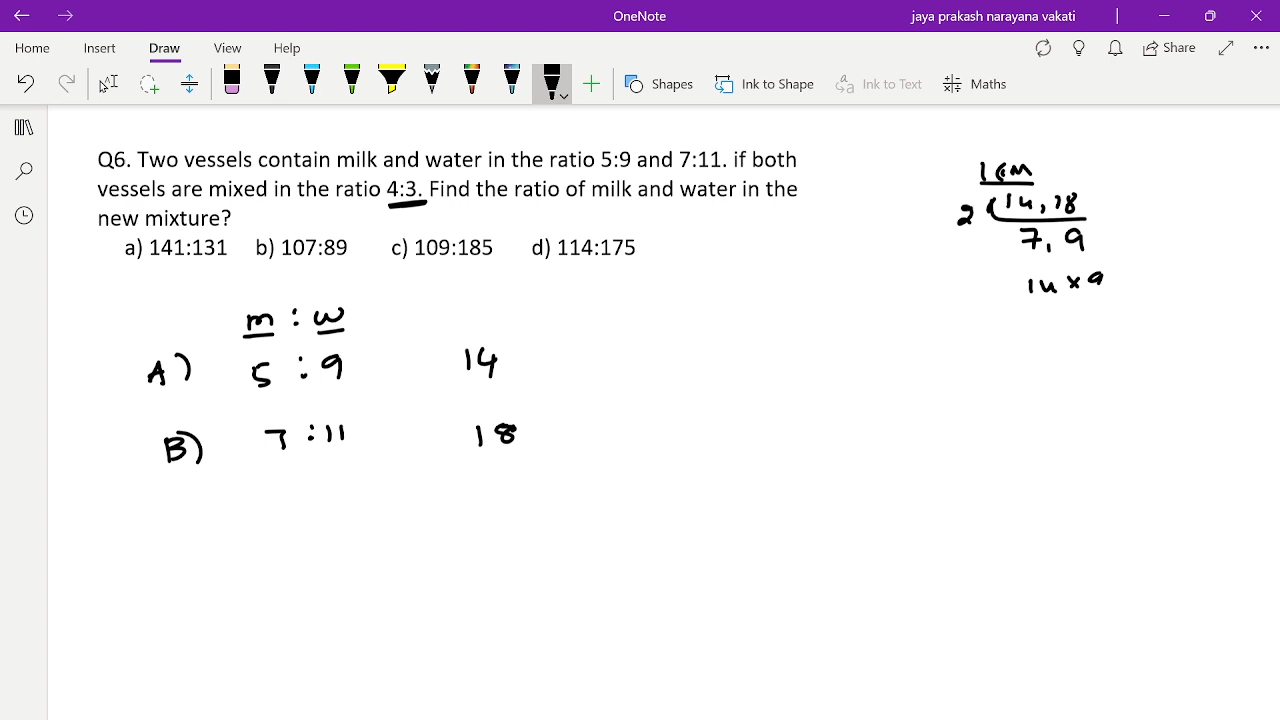 OneNote
jaya prakash narayana vakati
Home Insert Draw View Help
Share
Shapes
Ink to Shape
Ink to Text
Maths
Q6. Two vessels contain milk and water in the ratio 5:9 and 7:11. if both
vessels are mixed in the ratio 4:3. Find the ratio of milk and water in the
new mixture?
a) 141:131 b) 107:89 c) 109:185 d) 114:175
lcm
2 14, 18
7, 9
14 × 9
m : w
A) 5 : 9 14
B) 7 : 11 18